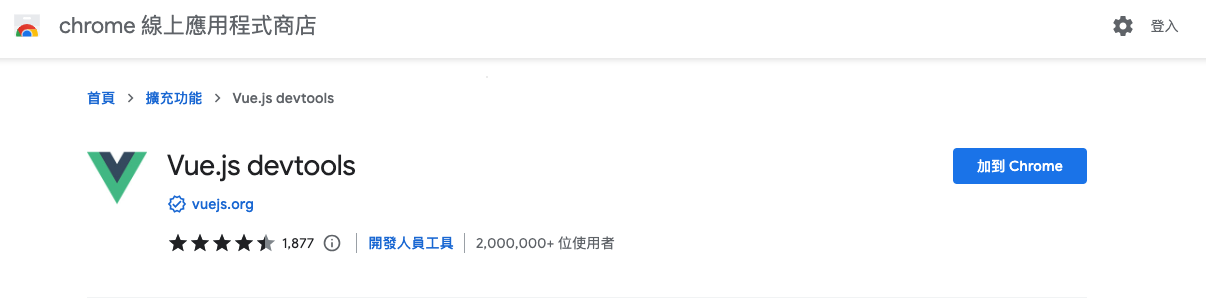 chrome 線上應用程式商店 登入
首頁 > 擴充功能 > Vue.js devtools
Vue.js devtools 加到 Chrome
vuejs.org
1,877 開發人員工具 2,000,000+ 位使用者